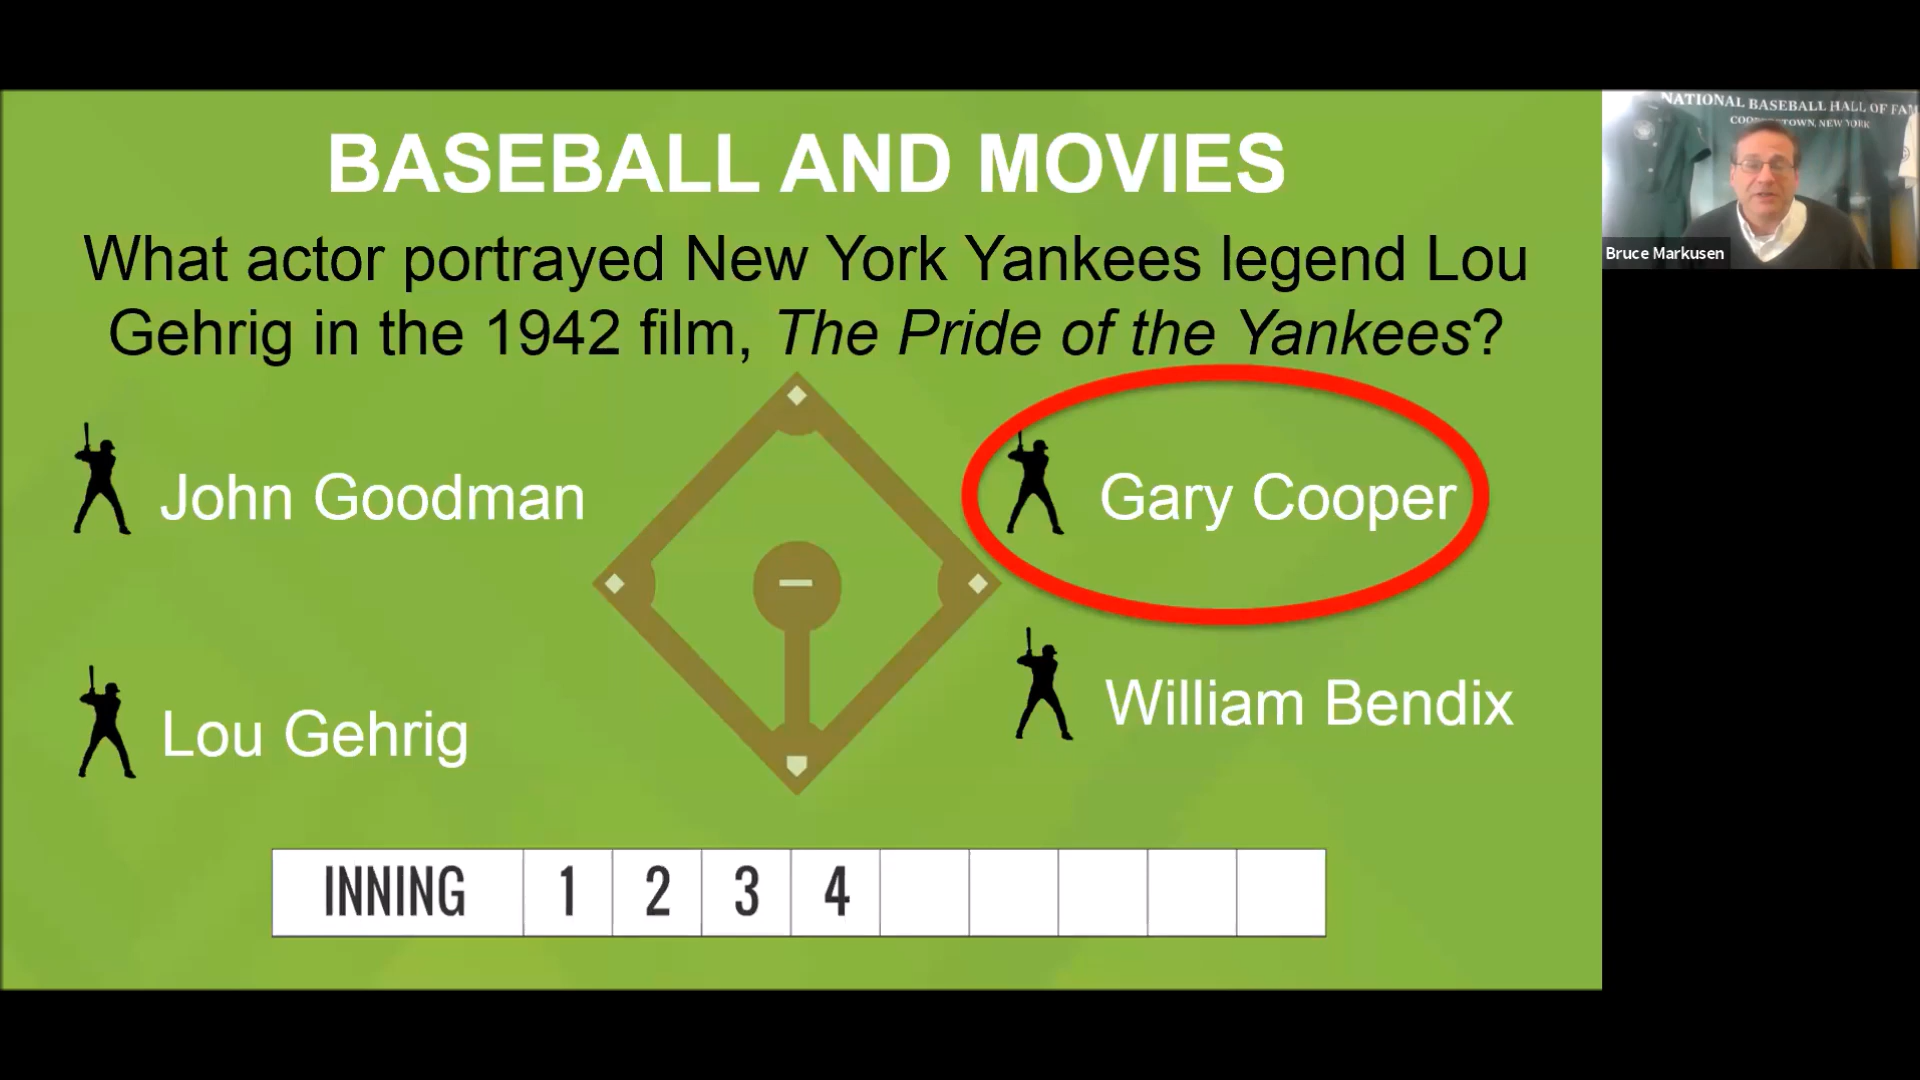 BASEBALL AND MOVIES
What actor portrayed New York Yankees legend Lou
Gehrig in the 1942 film, The Pride of the Yankees?
John Goodman
Gary Cooper
Lou Gehrig
William Bendix
INNING 1 2 3 4
NATIONAL BASEBALL HALL OF FAM
NEW YORK
Bruce Markusen